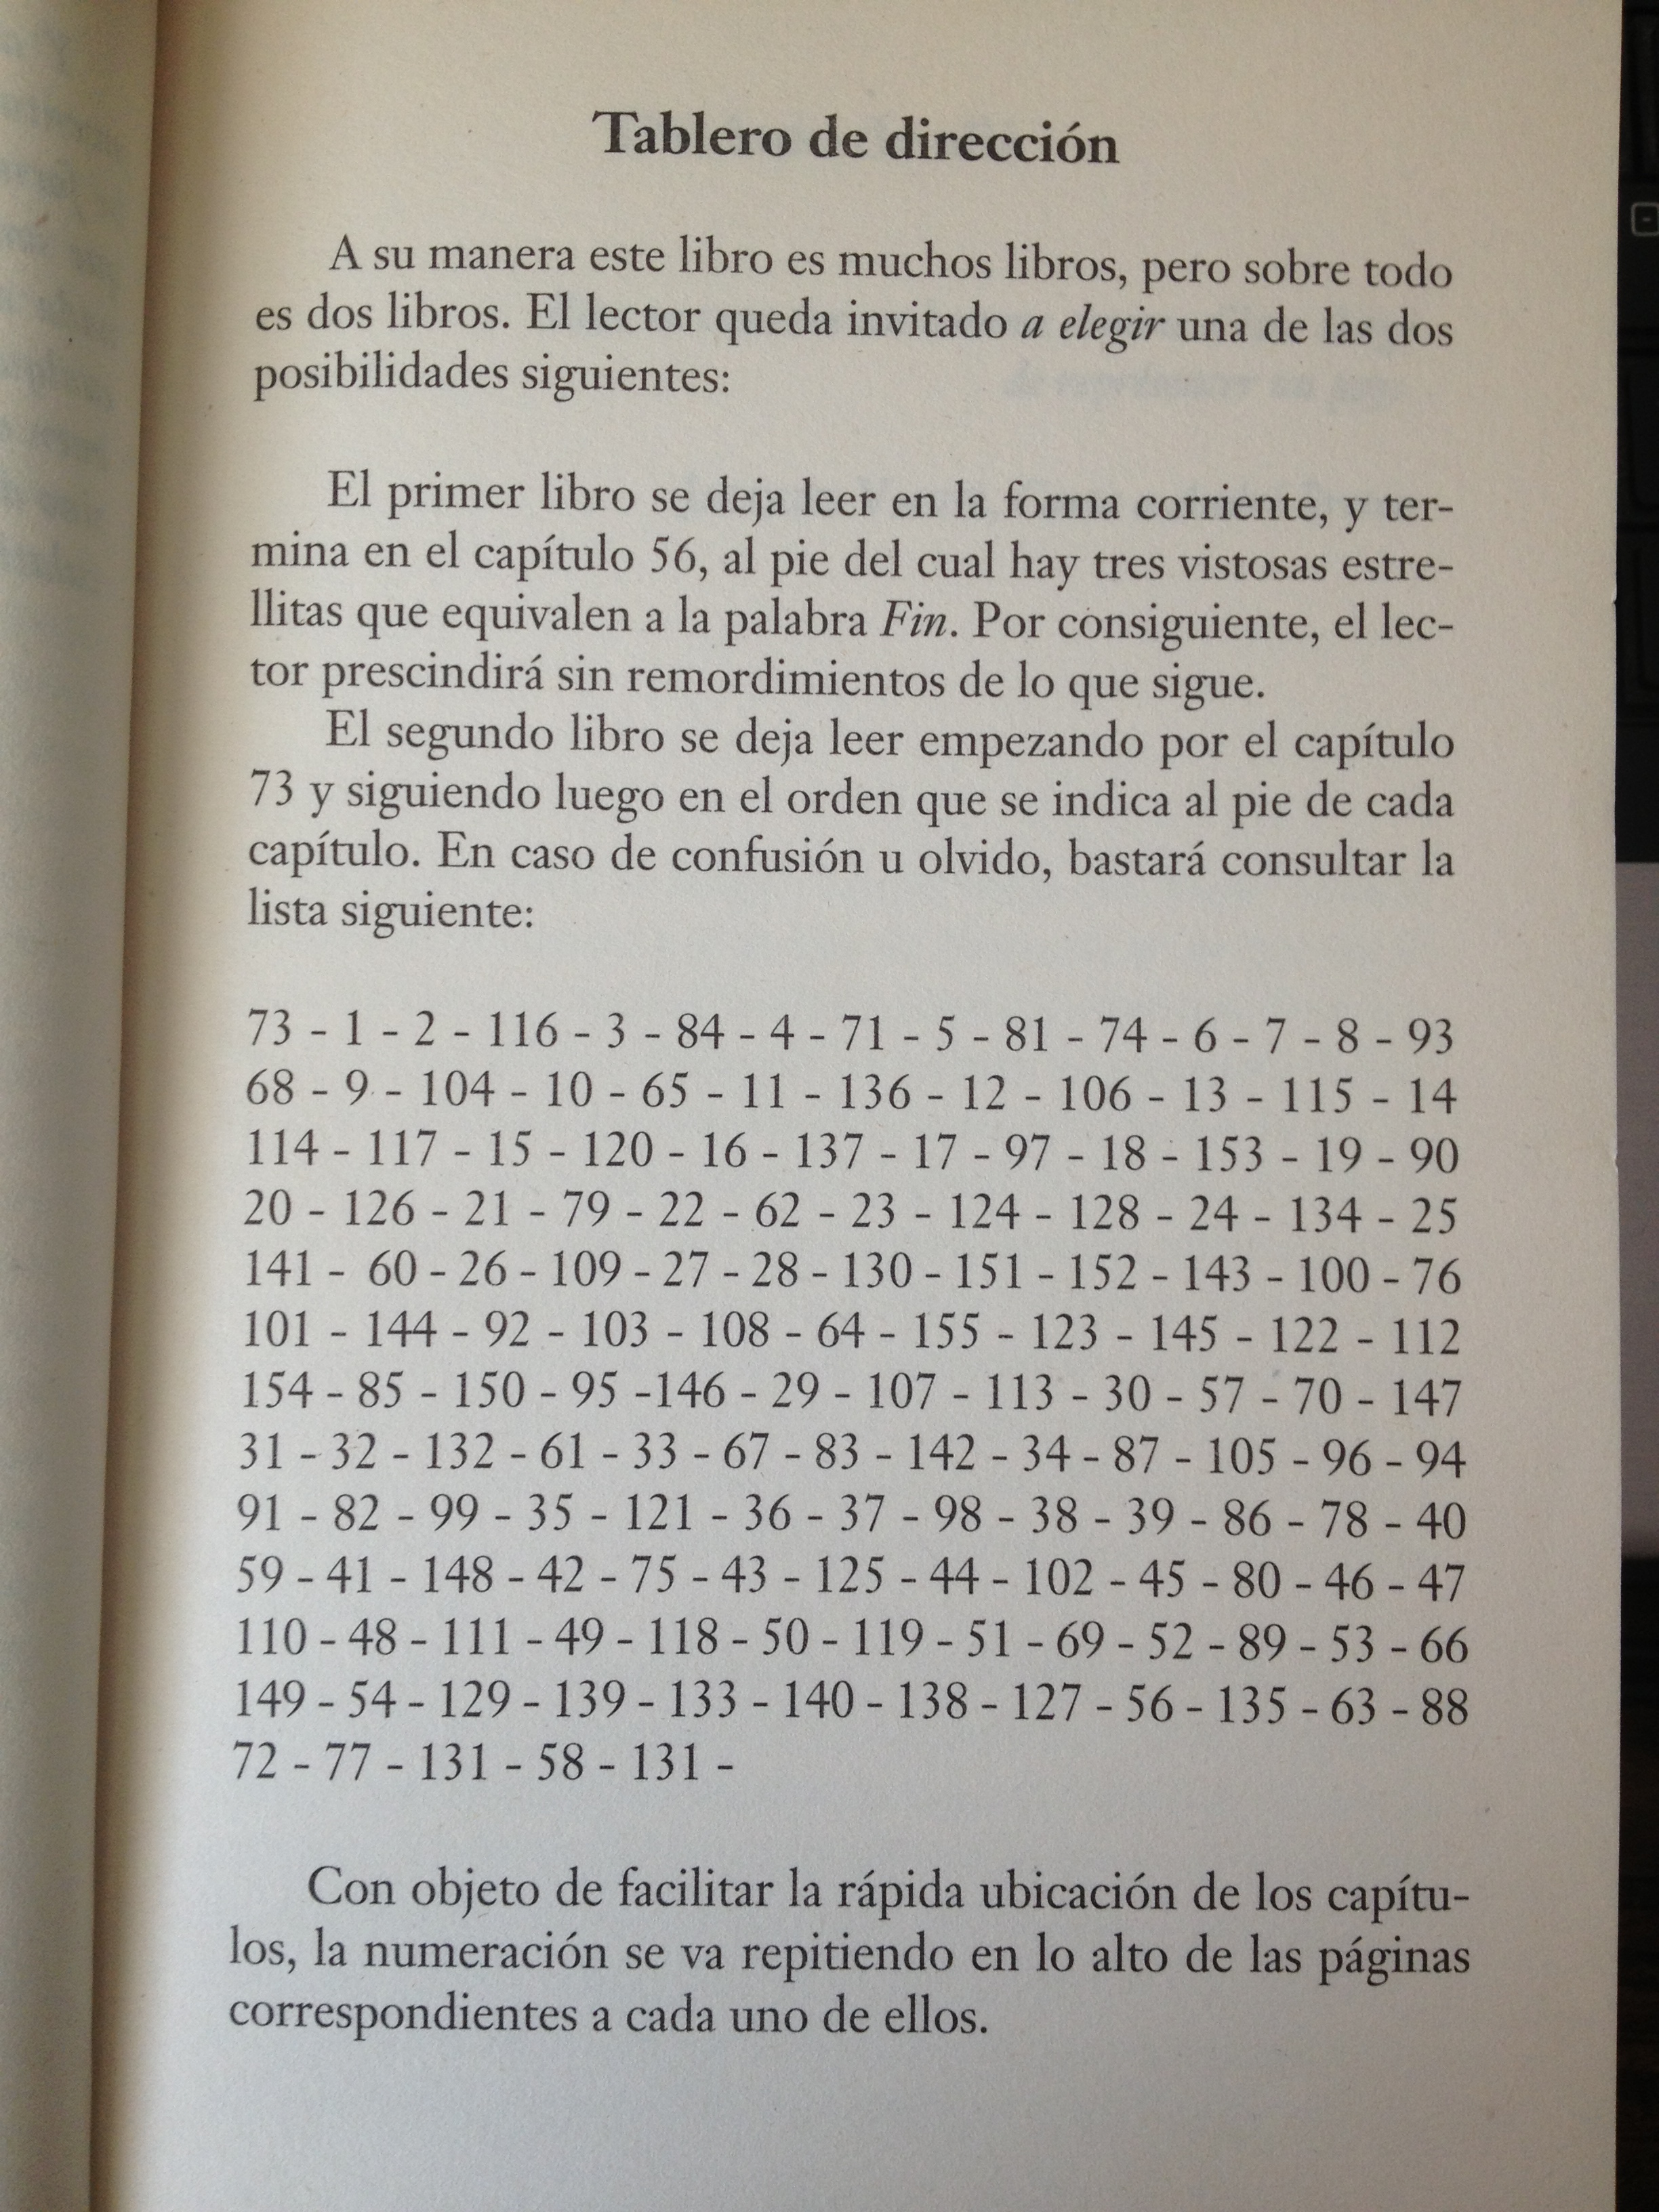 Tablero de dirección
A su manera este libro es muchos libros, pero sobre todo
es dos libros. El lector queda invitado a elegir una de las dos
posibilidades siguientes:
El primer libro se deja leer en la forma corriente, y ter-
mina en el capítulo 56, al pie del cual hay tres vistosas estre-
llitas que equivalen a la palabra Fin. Por consiguiente, el lec-
tor prescindirá sin remordimientos de lo que sigue.
El segundo libro se deja leer empezando por el capítulo
73 y siguiendo luego en el orden que se indica al pie de cada
capítulo. En caso de confusión u olvido, bastará consultar la
lista siguiente:
73 - 1 - 2 - 116 - 3 - 84 - 4 - 71 - 5 - 81 - 74 - 6 - 7 - 8 - 93
68 - 9 - 104 - 10 - 65 - 11 - 136 - 12 - 106 - 13 - 115 - 14
114 - 117 - 15 - 120 - 16 - 137 - 17 - 97 - 18 - 153 - 19 - 90
20 - 126 - 21 - 79 - 22 - 62 - 23 - 124 - 128 - 24 - 134 - 25
141 - 60 - 26 - 109 - 27 - 28 - 130 - 151 - 152 - 143 - 100 - 76
101 - 144 - 92 - 103 - 108 - 64 - 155 - 123 - 145 - 122 - 112
154 - 85 - 150 - 95 -146 - 29 - 107 - 113 - 30 - 57 - 70 - 147
31 - 32 - 132 - 61 - 33 - 67 - 83 - 142 - 34 - 87 - 105 - 96 - 94
91 - 82 - 99 - 35 - 121 - 36 - 37 - 98 - 38 - 39 - 86 - 78 - 40
59 - 41 - 148 - 42 - 75 - 43 - 125 - 44 - 102 - 45 - 80 - 46 - 47
110 - 48 - 111 - 49 - 118 - 50 - 119 - 51 - 69 - 52 - 89 - 53 - 66
149 - 54 - 129 - 139 - 133 - 140 - 138 - 127 - 56 - 135 - 63 - 88
72 - 77 - 131 - 58 - 131 -
Con objeto de facilitar la rápida ubicación de los capítu-
los, la numeración se va repitiendo en lo alto de las páginas
correspondientes a cada uno de ellos.